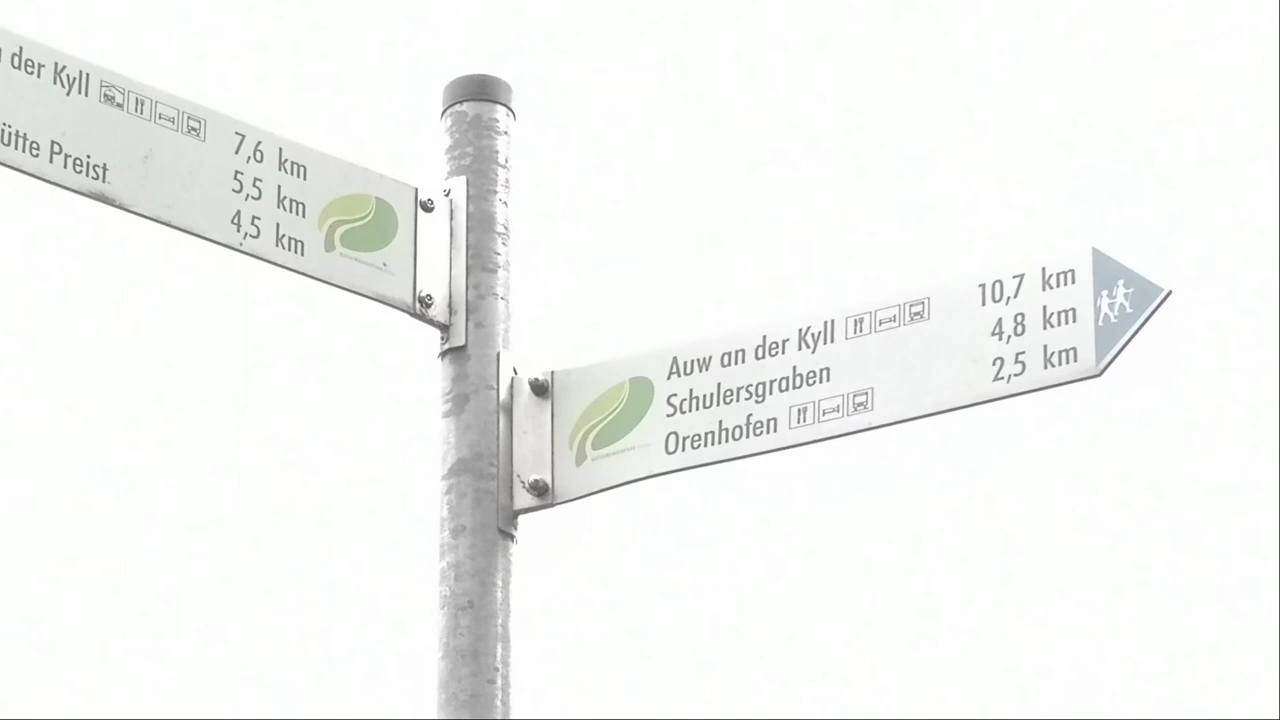 der Kyll 7,6 km
5,5 km
ütte Preist 4,5 km
Auw an der Kyll 10,7 km
Schulersgraben 4,8 km
Orenhofen 2,5 km